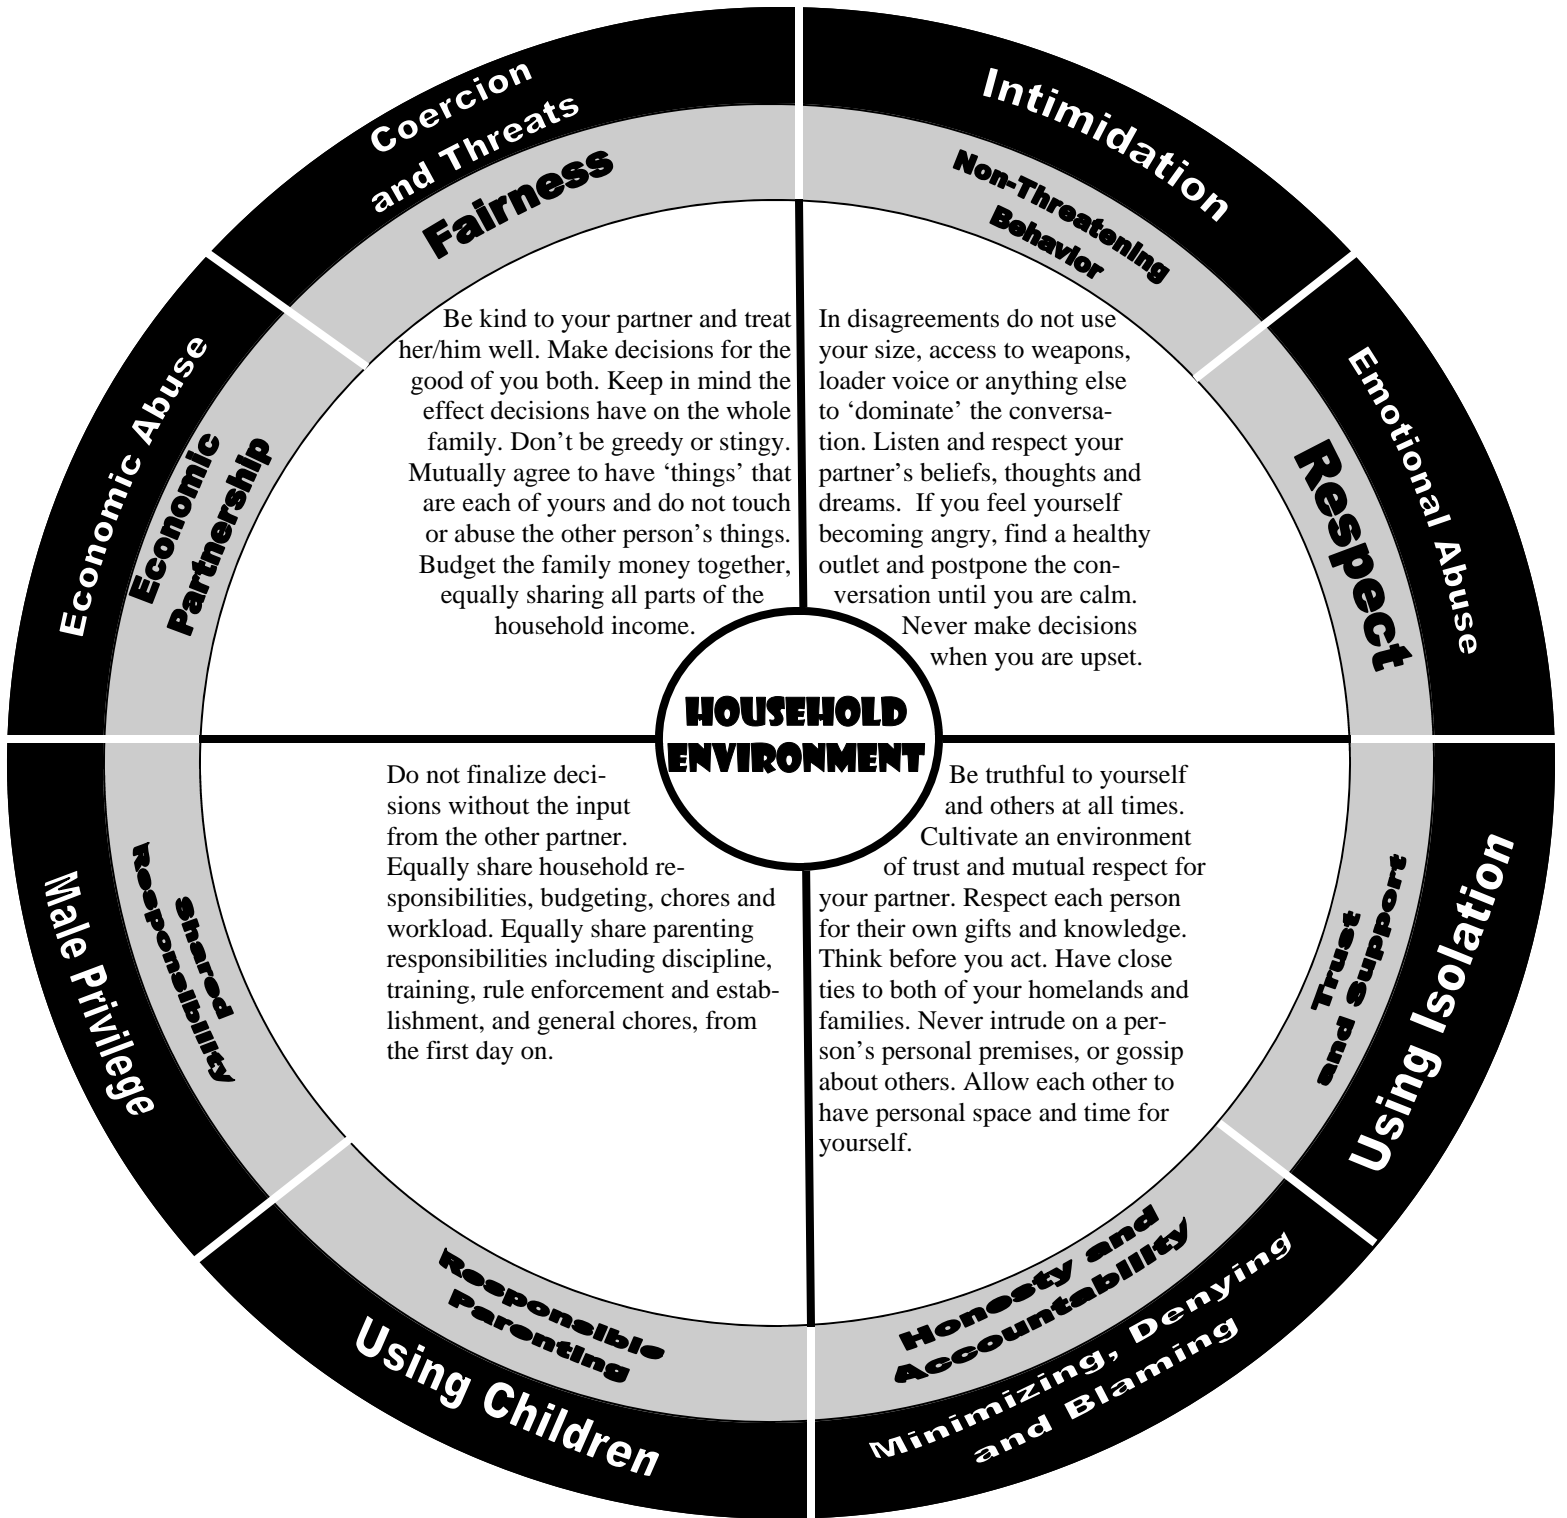 Coercion
and Threats
Fairness
Intimidation
Non-Threatening
Behavior
Economic Abuse
Economic
Partnership
Emotional Abuse
Respect
Be kind to your partner and treat
her/him well. Make decisions for the
good of you both. Keep in mind the
effect decisions have on the whole
family. Don’t be greedy or stingy.
Mutually agree to have ‘things’ that
are each of yours and do not touch
or abuse the other person’s things.
Budget the family money together,
equally sharing all parts of the
household income.
In disagreements do not use
your size, access to weapons,
loader voice or anything else
to ‘dominate’ the conversa-
tion. Listen and respect your
partner’s beliefs, thoughts and
dreams.  If you feel yourself
becoming angry, find a healthy
outlet and postpone the con-
versation until you are calm.
Never make decisions
when you are upset.
HOUSEHOLD
ENVIRONMENT
Do not finalize deci-
sions without the input
from the other partner.
Equally share household re-
sponsibilities, budgeting, chores and
workload. Equally share parenting
responsibilities including discipline,
training, rule enforcement and estab-
lishment, and general chores, from
the first day on.
Be truthful to yourself
and others at all times.
Cultivate an environment
of trust and mutual respect for
your partner. Respect each person
for their own gifts and knowledge.
Think before you act. Have close
ties to both of your homelands and
families. Never intrude on a per-
son’s personal premises, or gossip
about others. Allow each other to
have personal space and time for
yourself.
Male Privilege
Shared
Responsibility
Trust
and Support
Using Isolation
Responsible
Parenting
Using Children
Honesty and
Accountability
Minimizing, Denying
and Blaming